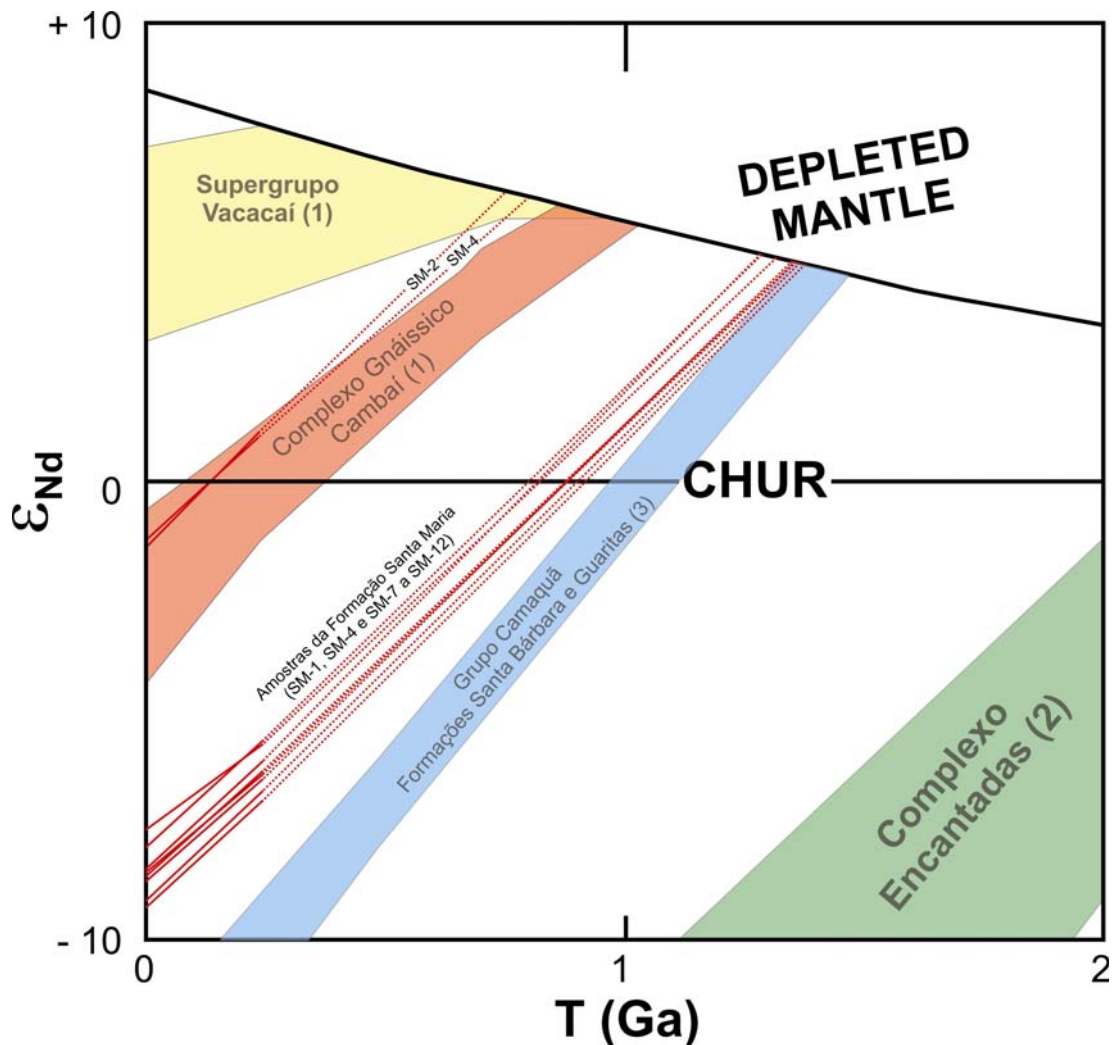 + 10
DEPLETED
MANTLE
Supergrupo
Vacacaí (1)
SM-2
SM-4
Complexo Gnáissico
Cambaí (1)
εNd
0
CHUR
Amostras da Formação Santa Maria
(SM-1, SM-4 e SM-7 a SM-12)
Grupo Camaquã
Formações Santa Bárbara e Guaritas (3)
Complexo
Encantadas (2)
- 10
0
1
2
T (Ga)